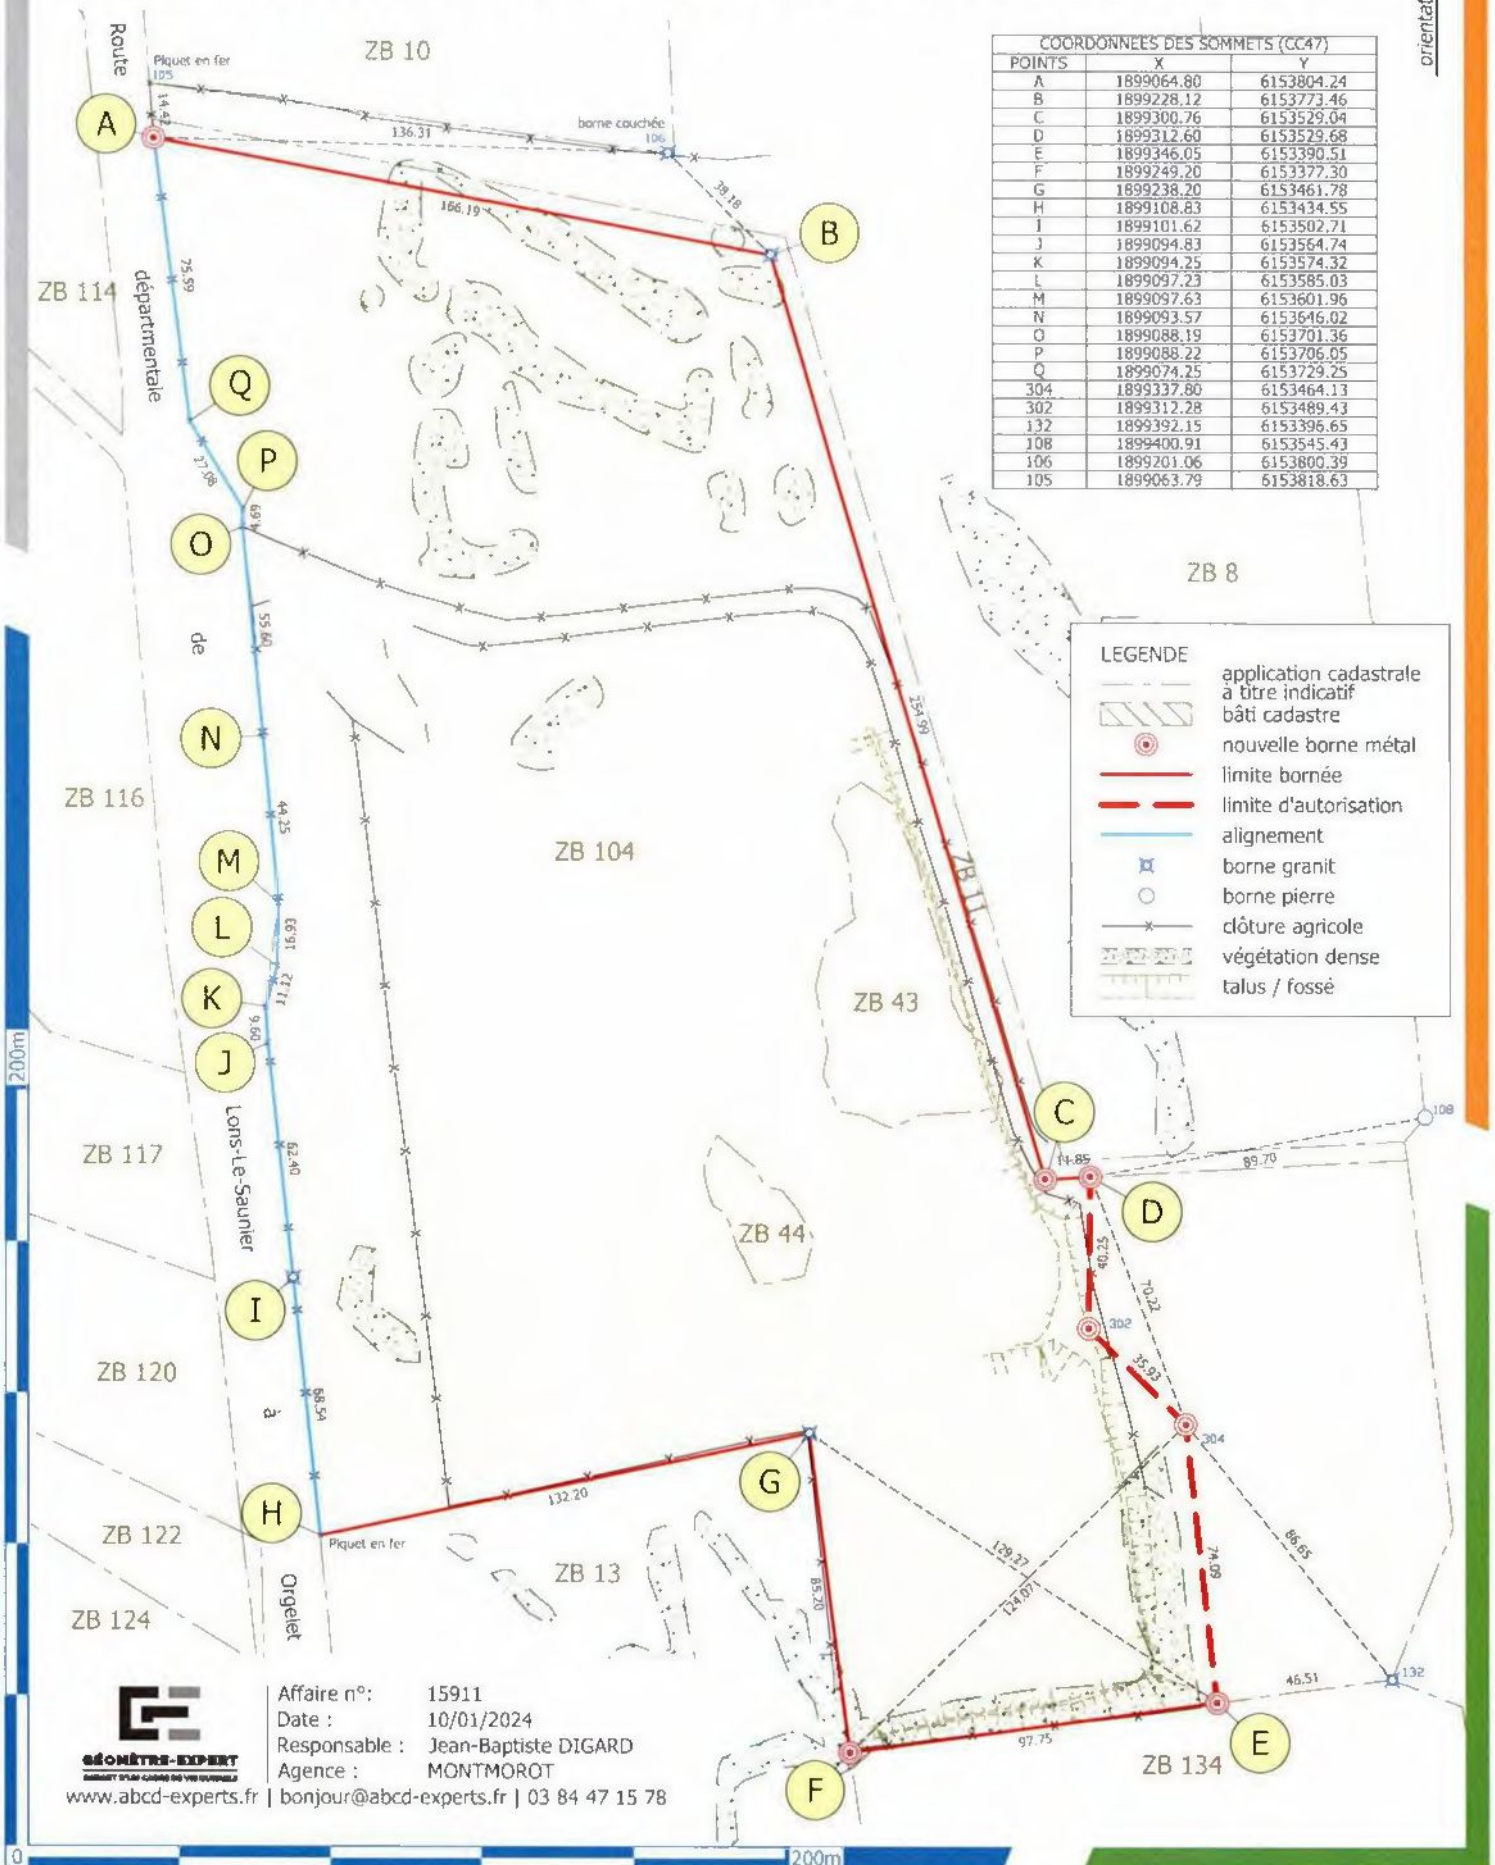 orientat
Route
Piquet en fer
105
ZB 10
14.42
A
136.31
borne couchée
106
38.18
166.19
B
COORDONNEES DES SOMMETS (CC47)
POINTS X Y
A 1899064.80 6153804.24
B 1899228.12 6153773.46
C 1899300.76 6153529.04
D 1899312.60 6153529.68
E 1899346.05 6153390.51
F 1899249.20 6153377.30
G 1899238.20 6153461.78
H 1899108.83 6153434.55
I 1899101.62 6153502.71
J 1899094.83 6153564.74
K 1899094.25 6153574.32
L 1899097.23 6153585.03
M 1899097.63 6153601.96
N 1899093.57 6153646.02
O 1899088.19 6153701.36
P 1899088.22 6153706.05
Q 1899074.25 6153729.25
304 1899337.80 6153464.13
302 1899312.28 6153489.43
132 1899392.15 6153396.65
108 1899400.91 6153545.43
106 1899201.06 6153800.39
105 1899063.79 6153818.63
ZB 114
départementale
75.59
Q
27.08
P
4.69
O
ZB 8
de
55.60
N
254.99
LEGENDE
application cadastrale
à titre indicatif
bâti cadastre
nouvelle borne métal
limite bornée
limite d'autorisation
alignement
borne granit
borne pierre
clôture agricole
végétation dense
talus / fossé
ZB 116
44.25
M
ZB 104
ZB 11
L
16.93
11.12
K
ZB 43
9.60
J
200m
Lons-Le-Saunier
C
108
ZB 117
62.40
11.85
89.70
D
ZB 44
40.25
70.22
I
302
ZB 120
35.93
à
68.54
304
G
132.20
H
Piquet en fer
ZB 122
129.27
124.07
86.65
74.09
ZB 13
85.20
Orgelet
ZB 124
132
46.51
97.75
E
ZB 134
F
GÉOMÈTRE-EXPERT
Affaire n°: 15911
Date : 10/01/2024
Responsable : Jean-Baptiste DIGARD
Agence : MONTMOROT
www.abcd-experts.fr | bonjour@abcd-experts.fr | 03 84 47 15 78
0
200m